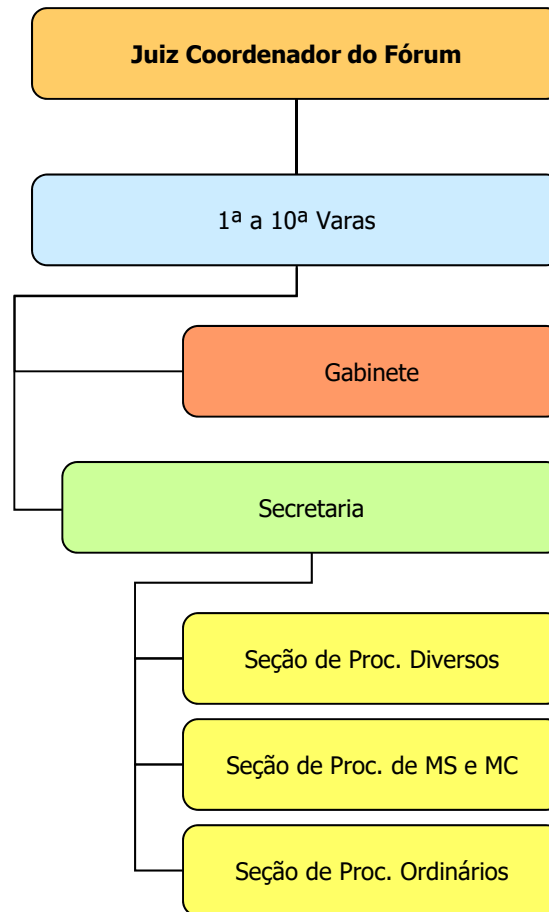 Juiz Coordenador do Fórum
1ª a 10ª Varas
Gabinete
Secretaria
Seção de Proc. Diversos
Seção de Proc. de MS e MC
Seção de Proc. Ordinários